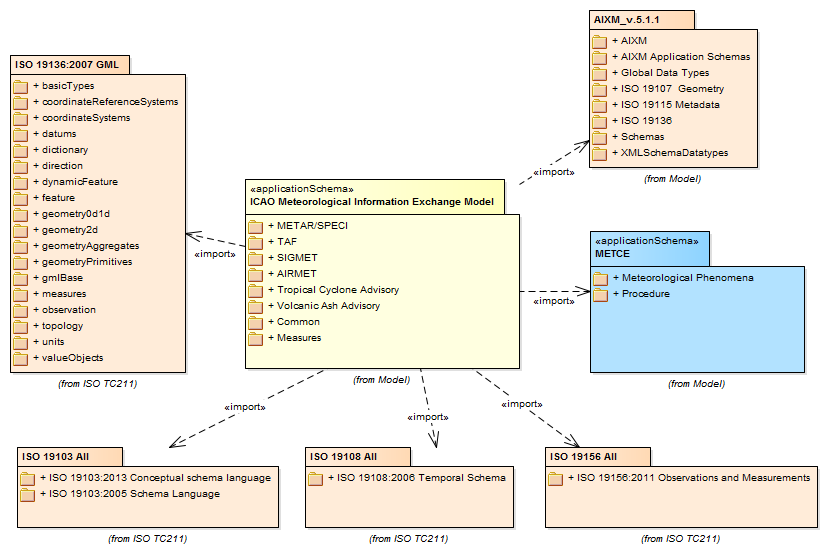 AIXM_v.5.1.1
+ AIXM
+ AIXM Application Schemas
+ Global Data Types
+ ISO 19107  Geometry
+ ISO 19115 Metadata
+ ISO 19136
+ Schemas
+ XMLSchemaDatatypes
(from Model)
ISO 19136:2007 GML
+ basicTypes
+ coordinateReferenceSystems
+ coordinateSystems
+ datums
+ dictionary
+ direction
+ dynamicFeature
+ feature
+ geometry0d1d
+ geometry2d
+ geometryAggregates
+ geometryPrimitives
+ gmlBase
+ measures
+ observation
+ topology
+ units
+ valueObjects
(from ISO TC211)
«applicationSchema»
ICAO Meteorological Information Exchange Model
+ METAR/SPECI
+ TAF
+ SIGMET
+ AIRMET
+ Tropical Cyclone Advisory
+ Volcanic Ash Advisory
+ Common
+ Measures
(from Model)
«import»
«import»
«import»
«applicationSchema»
METCE
+ Meteorological Phenomena
+ Procedure
(from Model)
«import»
«import»
«import»
ISO 19103 All
+ ISO 19103:2013 Conceptual schema language
+ ISO 19103:2005 Schema Language
(from ISO TC211)
ISO 19108 All
+ ISO 19108:2006 Temporal Schema
(from ISO TC211)
ISO 19156 All
+ ISO 19156:2011 Observations and Measurements
(from ISO TC211)